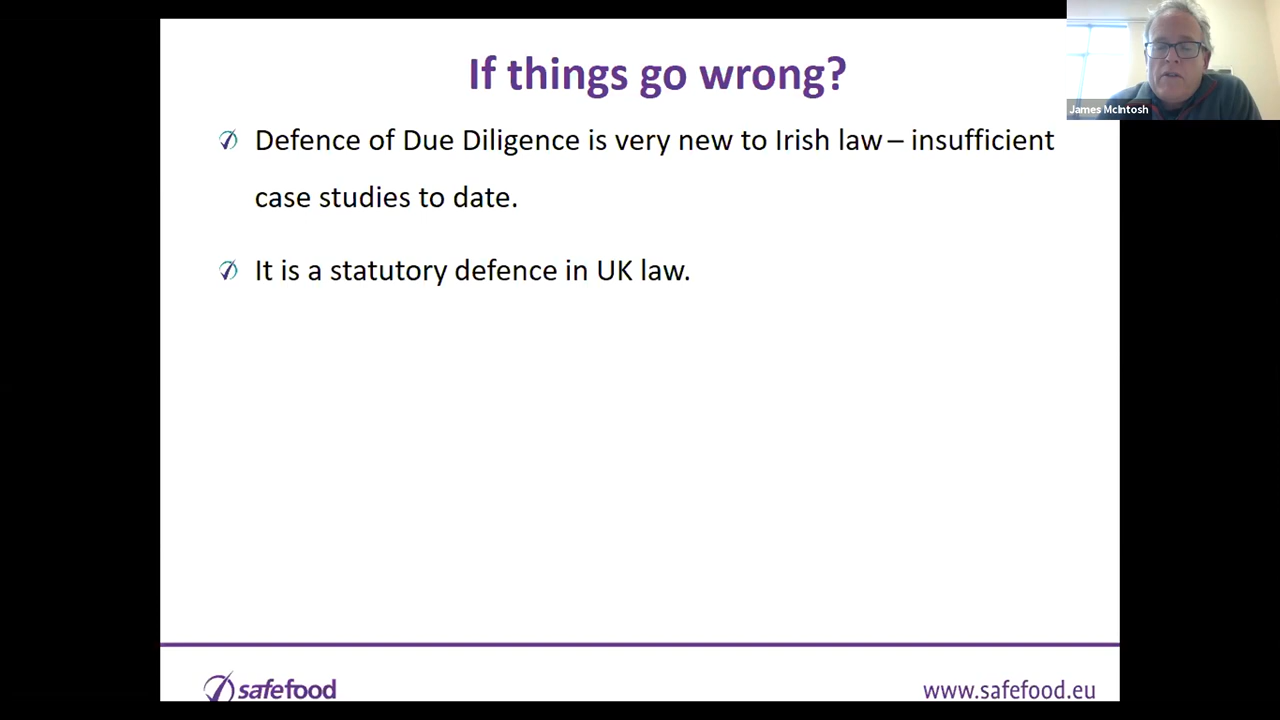 If things go wrong?
James McIntosh
Defence of Due Diligence is very new to Irish law – insufficient
case studies to date.
It is a statutory defence in UK law.
safefood
www.safefood.eu